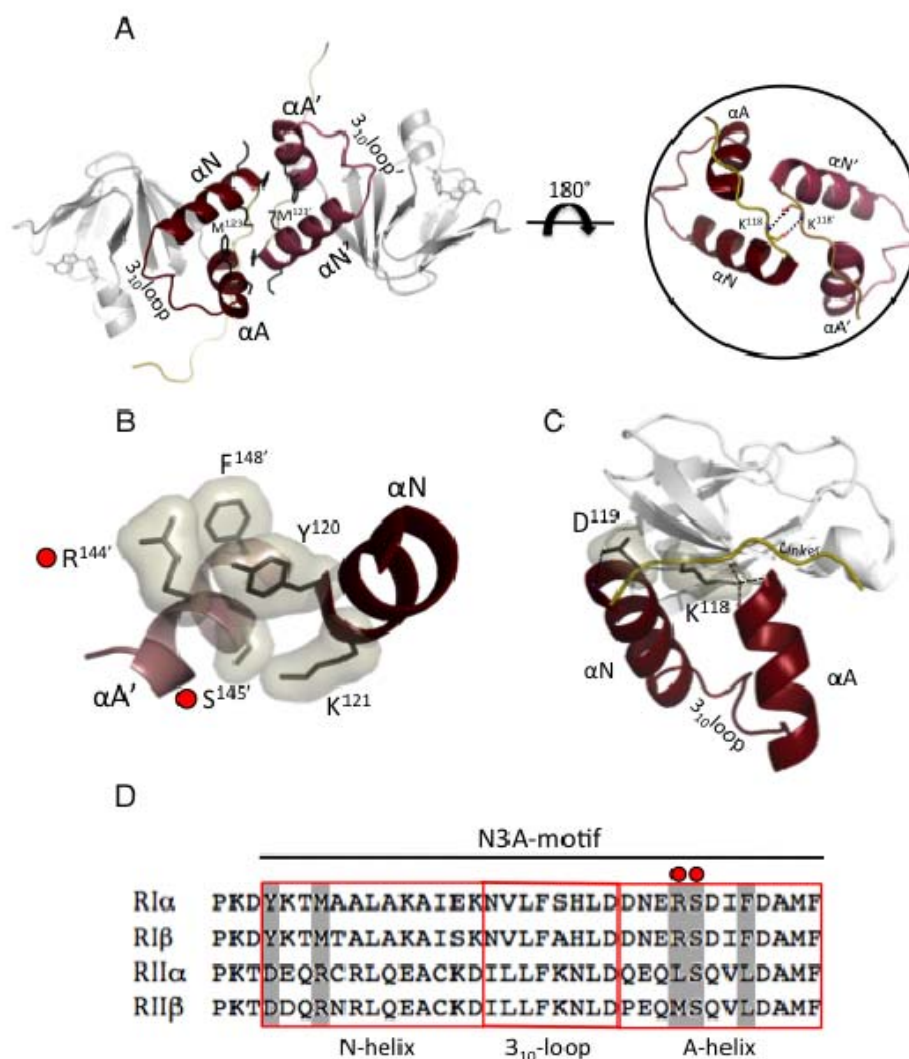 A
αA'
αN
3₁₀loop'
M¹²³
αN'
3₁₀loop
αA
180°
αA
αN'
K¹¹⁸
K¹¹⁸'
αN
αA'
B
F¹⁴⁸'
αN
R¹⁴⁴'
Y¹²⁰
αA'
S¹⁴⁵'
K¹²¹
C
D¹¹⁹
Linker
K¹¹⁸
αN
αA
3₁₀loop
D
N3A-motif
RIα PKDYKTMAALAKAIEKNVLFSHLDDNERSDIFDAMF
RIβ PKDYKTMTALAKAISKNVLFAHLDDNERSDIFDAMF
RIIα PKTDEQRCRLQEACKDILLFKNLDQEQLSQVLDAMF
RIIβ PKTDDQRNRLQEACKDILLFKNLDPEQMSQVLDAMF
N-helix 3₁₀-loop A-helix